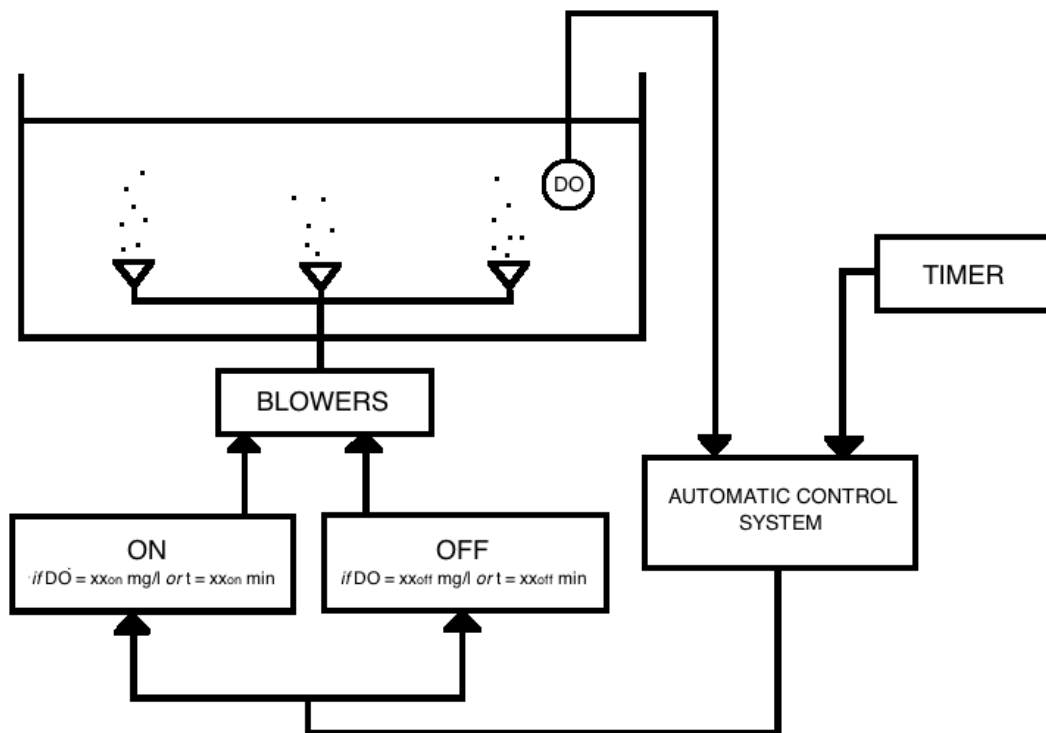 DO
TIMER
BLOWERS
AUTOMATIC CONTROL
SYSTEM
ON
if DO = xxon mg/l or t = xxon min
OFF
if DO = xxoff mg/l or t = xxoff min